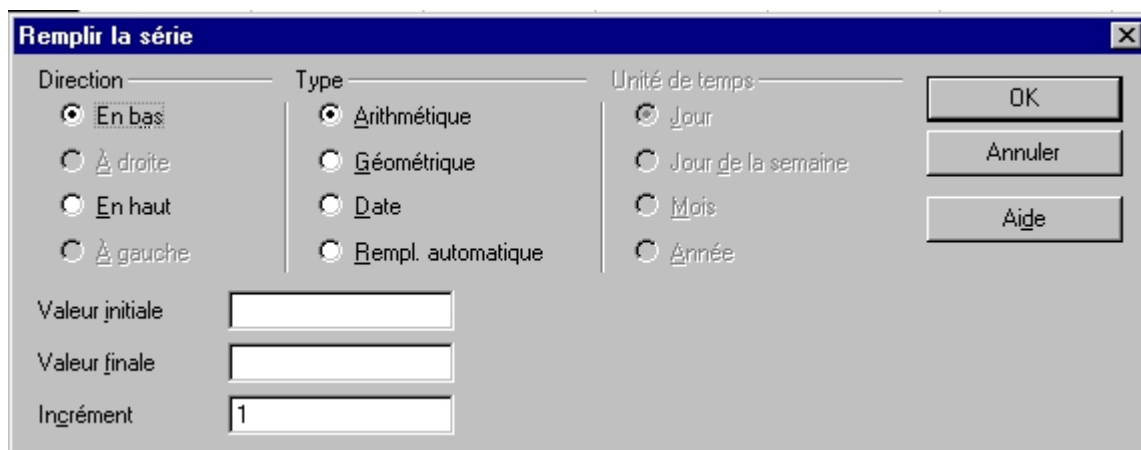 Remplir la série
Direction
En bas
À droite
En haut
À gauche
Type
Arithmétique
Géométrique
Date
Rempl. automatique
Unité de temps
Jour
Jour de la semaine
Mois
Année
OK
Annuler
Aide
Valeur initiale
Valeur finale
Incrément 1